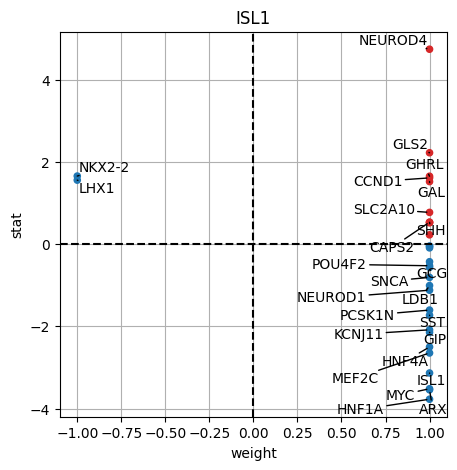 ISL1
NEUROD4
4
GLS2
GHRL
NKX2-2
CCND1
2
LHX1
GAL
SLC2A10
SHH
stat
0
CAPS2
POU4F2
GCG
SNCA
NEUROD1
LDB1
PCSK1N
SST
−2
KCNJ11
GIP
HNF4A
MEF2C
ISL1
MYC
−4
HNF1A
ARX
−1.00 −0.75 −0.50 −0.25 0.00 0.25 0.50 0.75 1.00
weight